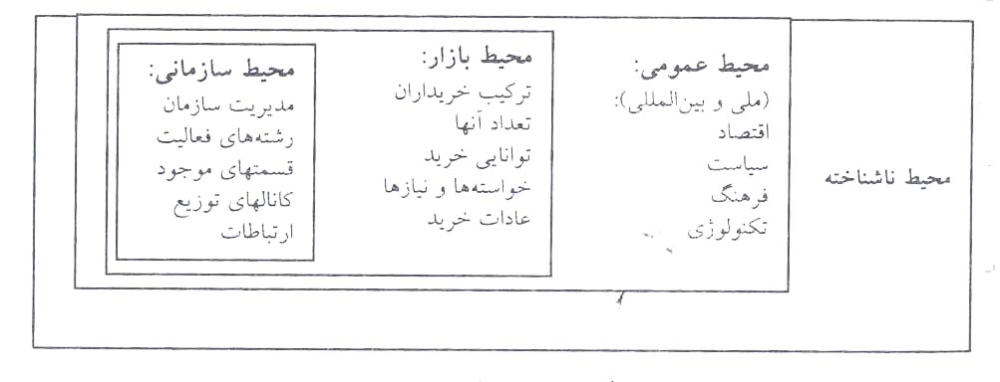 محیط ناشناخته
محیط عمومی:
(ملی و بین‌المللی):
اقتصاد
سیاست
فرهنگ
تکنولوژی
محیط بازار:
ترکیب خریداران
تعداد آنها
توانایی خرید
خواسته‌ها و نیازها
عادات خرید
محیط سازمانی:
مدیریت سازمان
رشته‌های فعالیت
قسمتهای موجود
کانالهای توزیع
ارتباطات